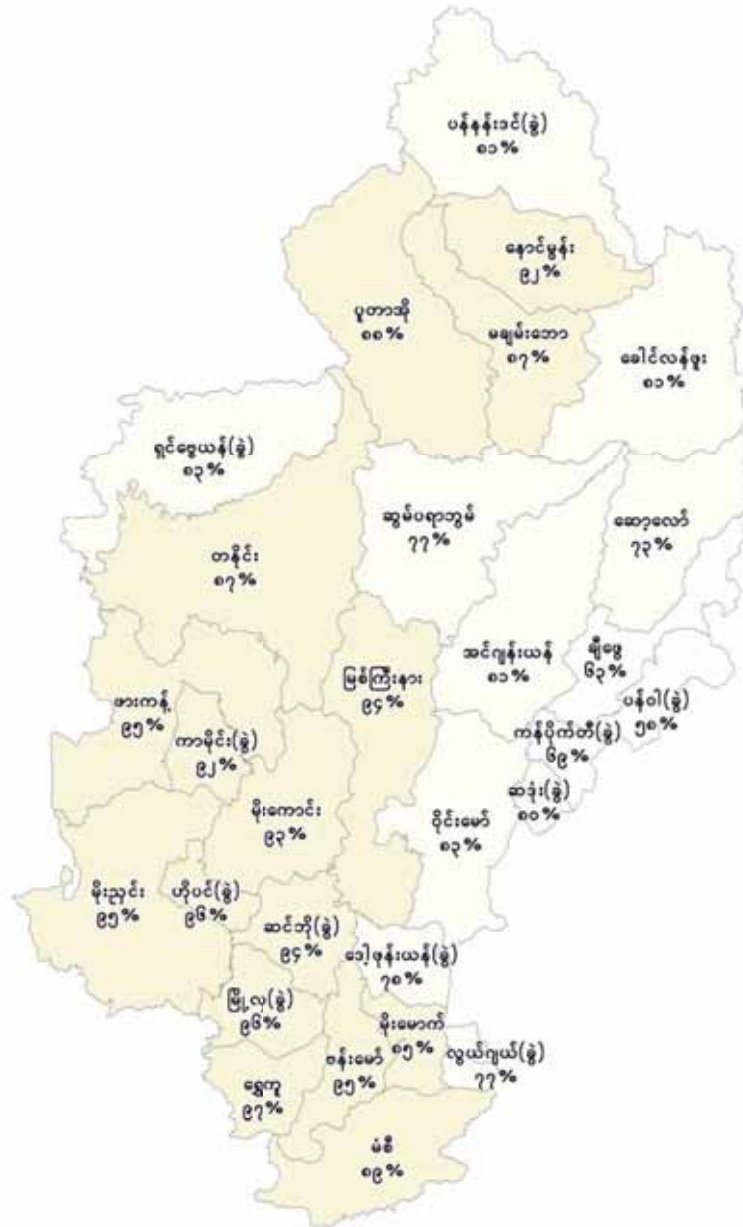 ပန်နန်းဒင်(ခွဲ)
၈၁%
နောင်မွန်း
၉၂%
ပူတာအို
၈၈%
မချမ်းဘော
၈၇%
ခေါင်လန်ဖူး
၈၁%
ရှင်ဗွေယန်(ခွဲ)
၈၃%
ဆွမ်ပရာဘွမ်
၇၇%
ဆော့လော်
၇၃%
တနိုင်း
၈၇%
အင်ဂျန်းယန်
၈၁%
ချီဖွေ
၆၃%
မြစ်ကြီးနား
၉၄%
ပန်ဝါ(ခွဲ)
၅၈%
ဖားကန့်
၉၅%
ကာမိုင်း(ခွဲ)
၉၂%
ကန်ပိုက်တီ(ခွဲ)
၆၉%
ဆဒုံး(ခွဲ)
၈၀%
မိုးကောင်း
၉၃%
ဝိုင်းမော်
၈၃%
မိုးညှင်း
၉၅%
ဟိုပင်(ခွဲ)
၉၆%
ဆင်ဘို(ခွဲ)
၉၄%
ဒေါ့ဖုန်းယန်(ခွဲ)
၇၈%
မြို့လှ(ခွဲ)
၉၆%
မိုးမောက်
၈၅%
လွယ်ဂျယ်(ခွဲ)
၇၇%
ဗန်းမော်
၉၅%
ရွှေကူ
၉၇%
မံစီ
၈၉%